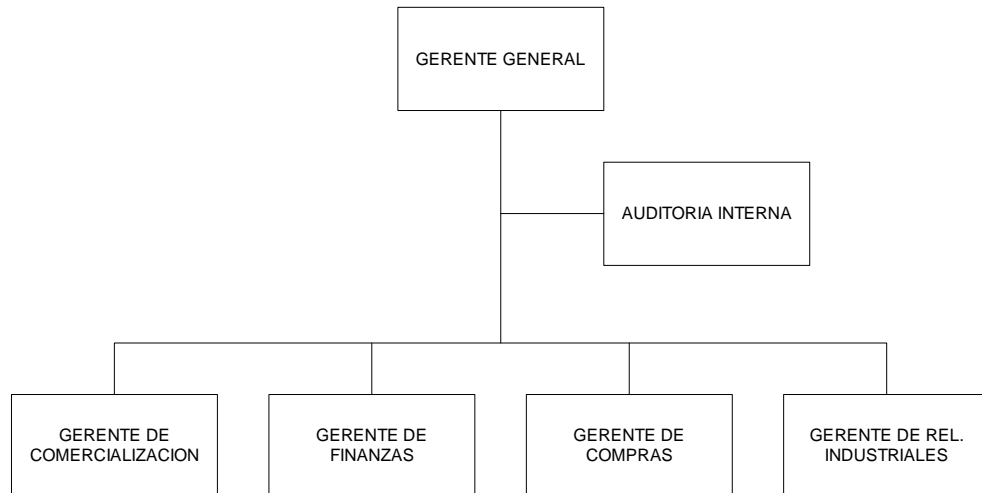 GERENTE GENERAL
AUDITORIA INTERNA
GERENTE DE
COMERCIALIZACION
GERENTE DE
FINANZAS
GERENTE DE
COMPRAS
GERENTE DE REL.
INDUSTRIALES